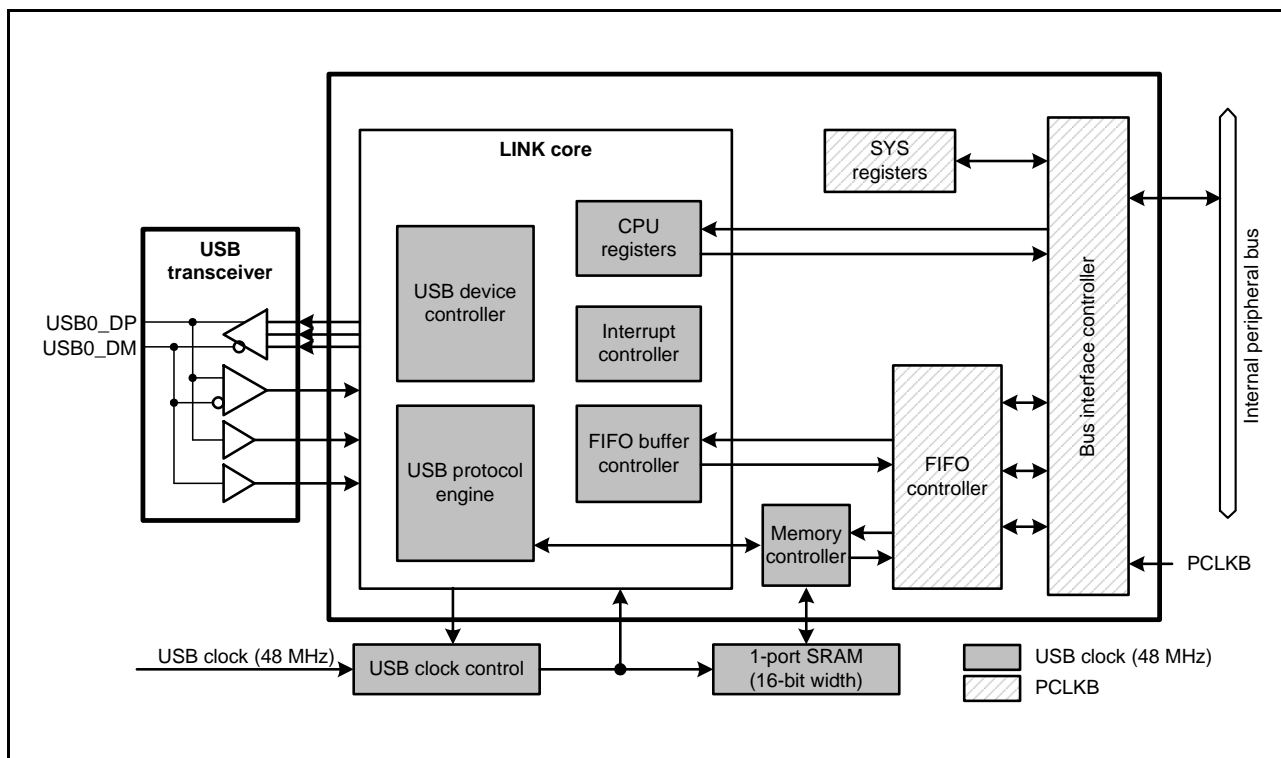 LINK core
SYS
registers
CPU
registers
USB
transceiver
USB device
controller
Interrupt
controller
USB0_DP
USB0_DM
USB protocol
engine
FIFO buffer
controller
FIFO
controller
Memory
controller
Bus interface controller
Internal peripheral bus
PCLKB
USB clock (48 MHz)
USB clock control
1-port SRAM
(16-bit width)
USB clock (48 MHz)
PCLKB